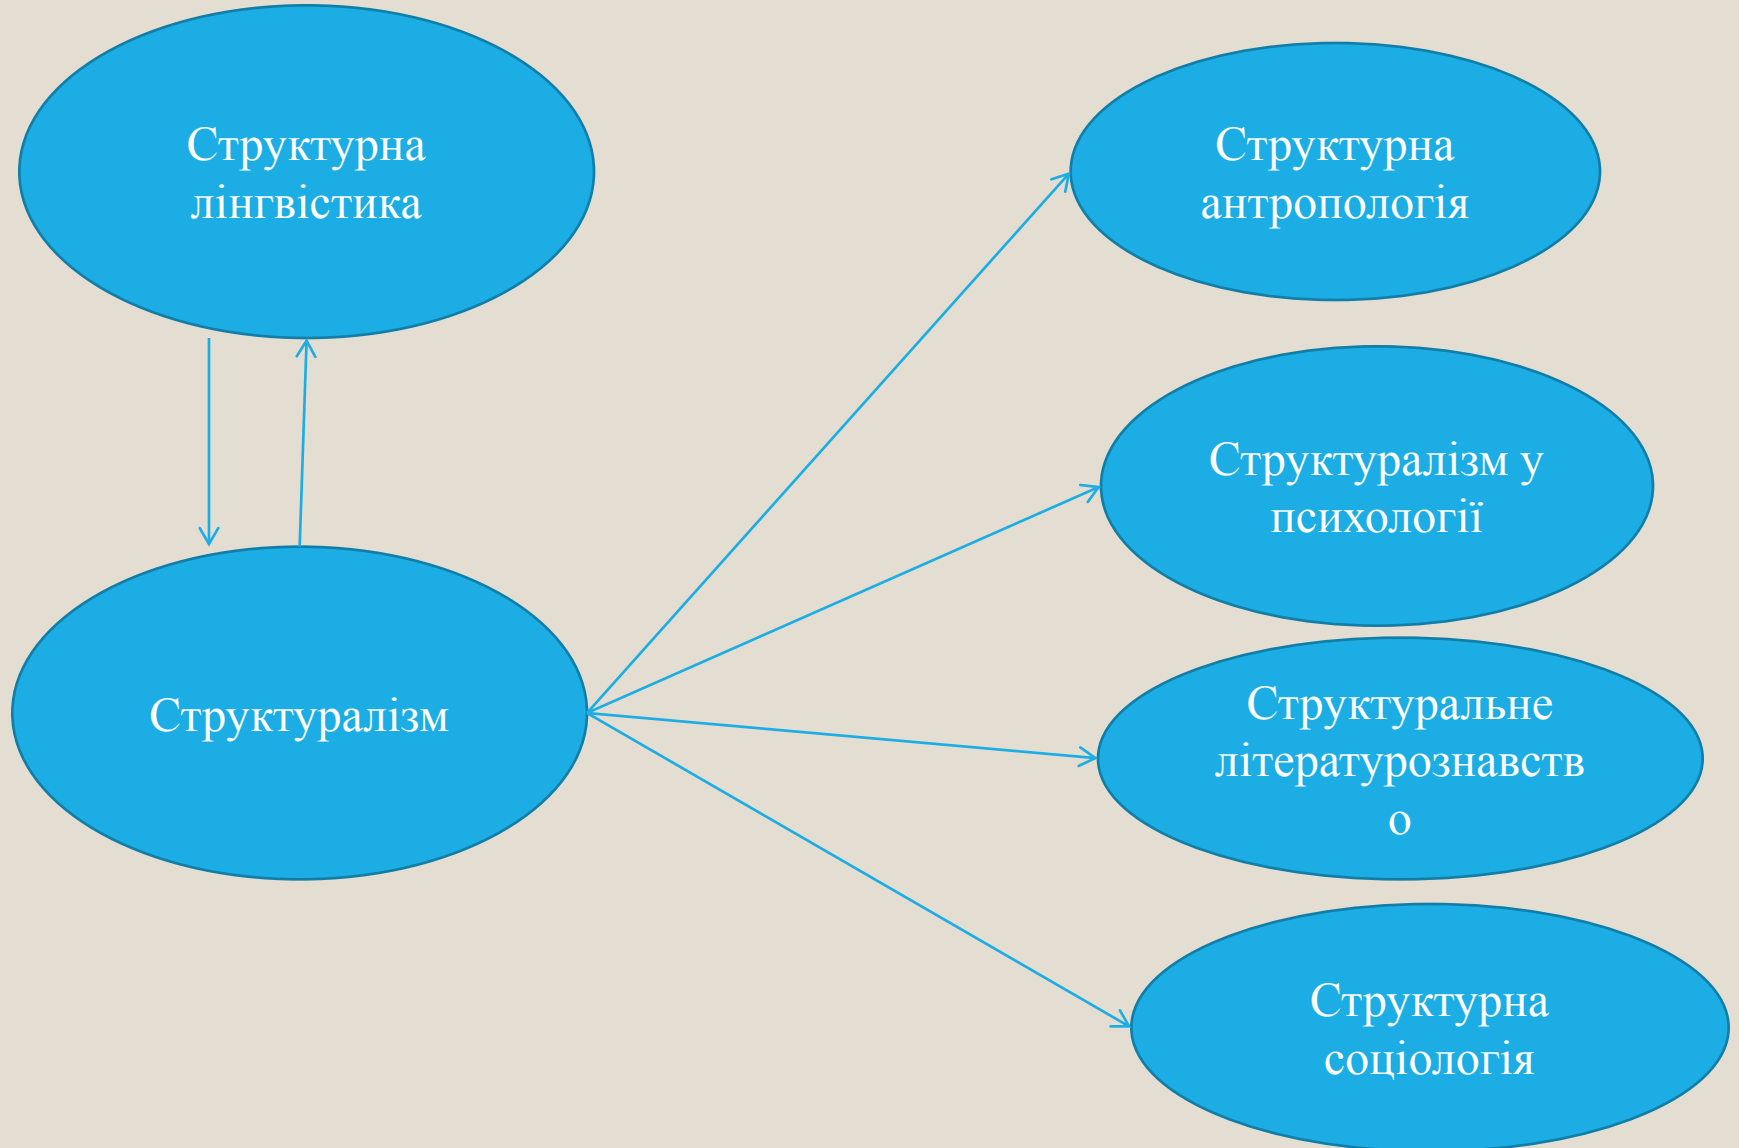 Структурна
лінгвістика
Структуралізм
Структурна
антропологія
Структуралізм у
психології
Структуральне
літературознавств
о
Структурна
соціологія